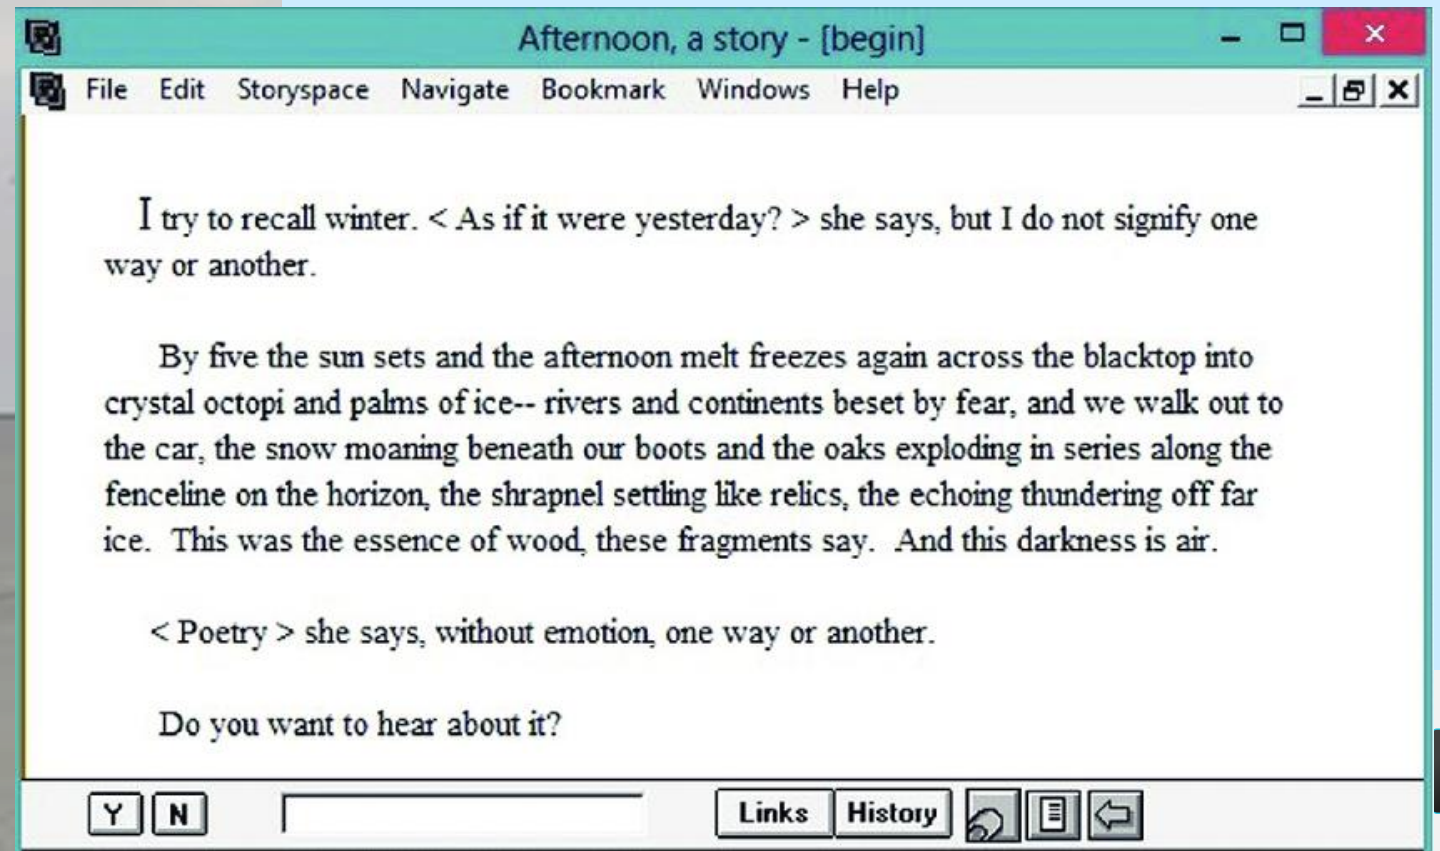 Afternoon, a story - [begin]
File Edit Storyspace Navigate Bookmark Windows Help
I try to recall winter. < As if it were yesterday? > she says, but I do not signify one
way or another.
By five the sun sets and the afternoon melt freezes again across the blacktop into
crystal octopi and palms of ice-- rivers and continents beset by fear, and we walk out to
the car, the snow moaning beneath our boots and the oaks exploding in series along the
fenceline on the horizon, the shrapnel settling like relics, the echoing thundering off far
ice. This was the essence of wood, these fragments say. And this darkness is air.
< Poetry > she says, without emotion, one way or another.
Do you want to hear about it?
Y N Links History